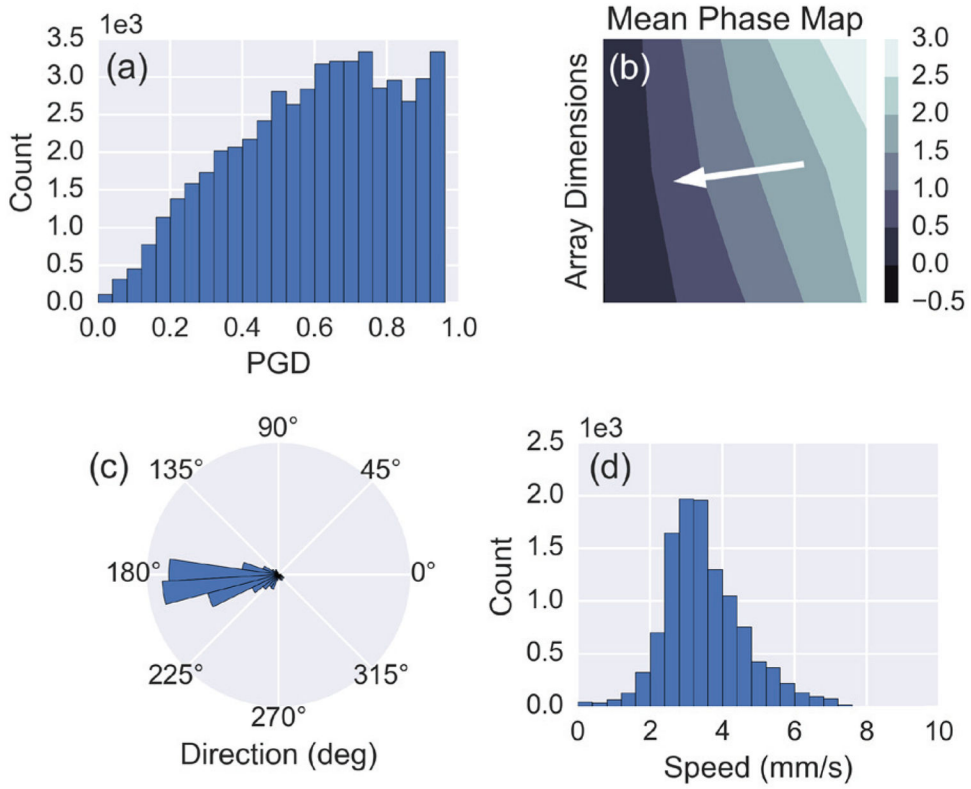 1e3
(a)
3.5
3.0
2.5
2.0
1.5
1.0
0.5
0.0
Count
0.0 0.2 0.4 0.6 0.8 1.0
PGD
Mean Phase Map
(b)
Array Dimensions
3.0
2.5
2.0
1.5
1.0
0.5
0.0
−0.5
(c)
90°
135° 45°
180° 0°
225° 315°
270°
Direction (deg)
1e3
(d)
2.5
2.0
1.5
1.0
0.5
0.0
Count
0 2 4 6 8 10
Speed (mm/s)